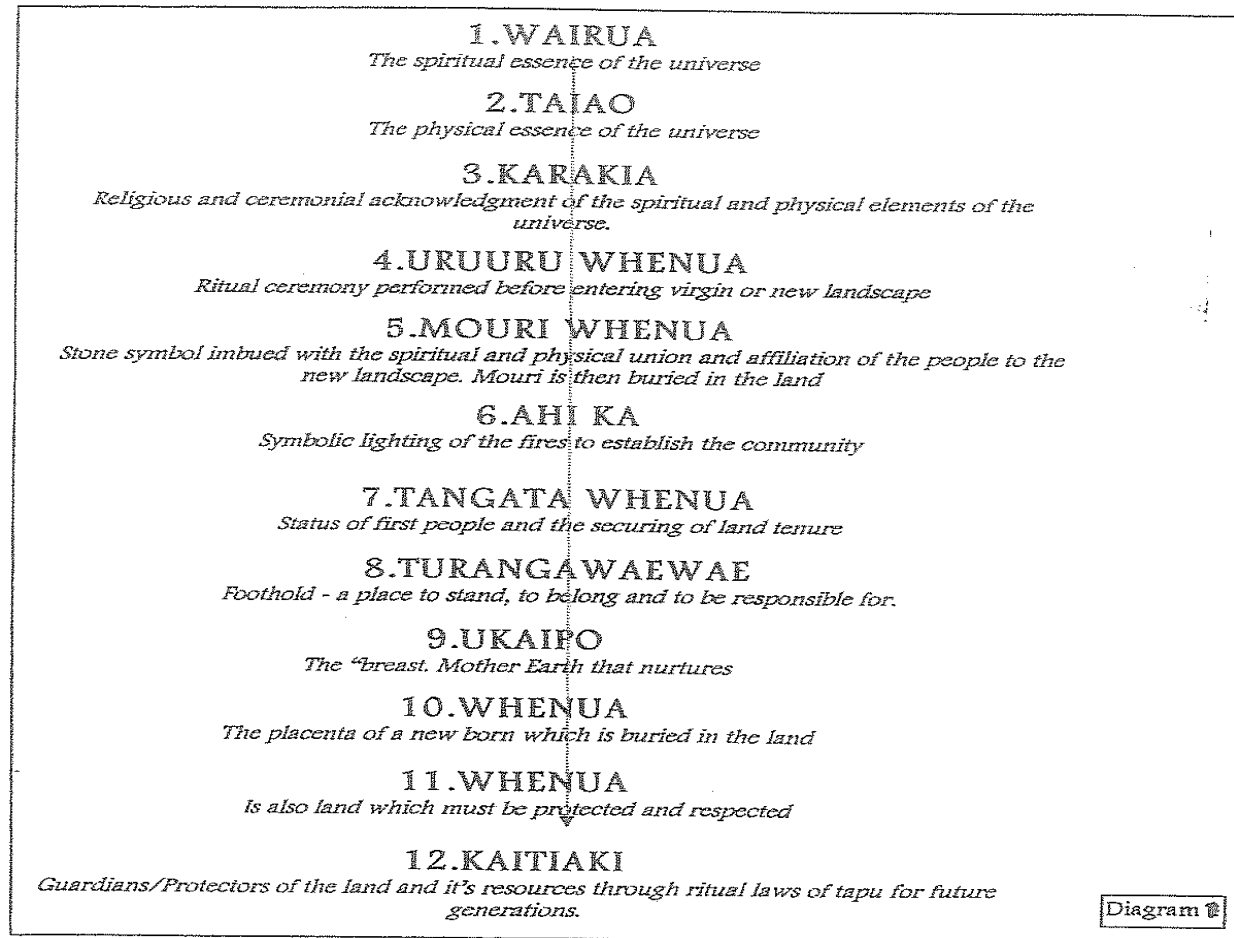 1.WAIRUA
The spiritual essence of the universe
2.TAIAO
The physical essence of the universe
3.KARAKIA
Religious and ceremonial acknowledgment of the spiritual and physical elements of the
universe.
4.URUURU WHENUA
Ritual ceremony performed before entering virgin or new landscape
5.MOURI WHENUA
Stone symbol imbued with the spiritual and physical union and affiliation of the people to the
new landscape. Mouri is then buried in the land
6.AHI KA
Symbolic lighting of the fires to establish the community
7.TANGATA WHENUA
Status of first people and the securing of land tenure
8.TURANGAWAEWAE
Foothold - a place to stand, to belong and to be responsible for.
9.UKAIPO
The “breast. Mother Earth that nurtures
10.WHENUA
The placenta of a new born which is buried in the land
11.WHENUA
Is also land which must be protected and respected
12.KAITIAKI
Guardians/Protectors of the land and it's resources through ritual laws of tapu for future
generations.
Diagram